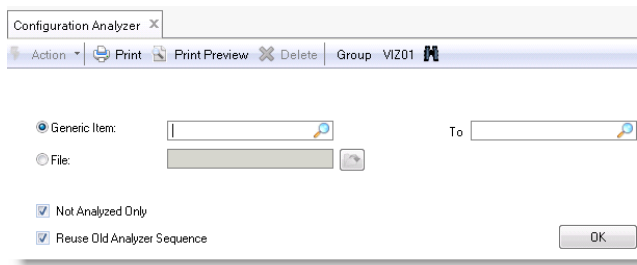 Configuration Analyzer
Action Print Print Preview Delete Group VIZ01
Generic Item: To
File:
Not Analyzed Only
Reuse Old Analyzer Sequence OK